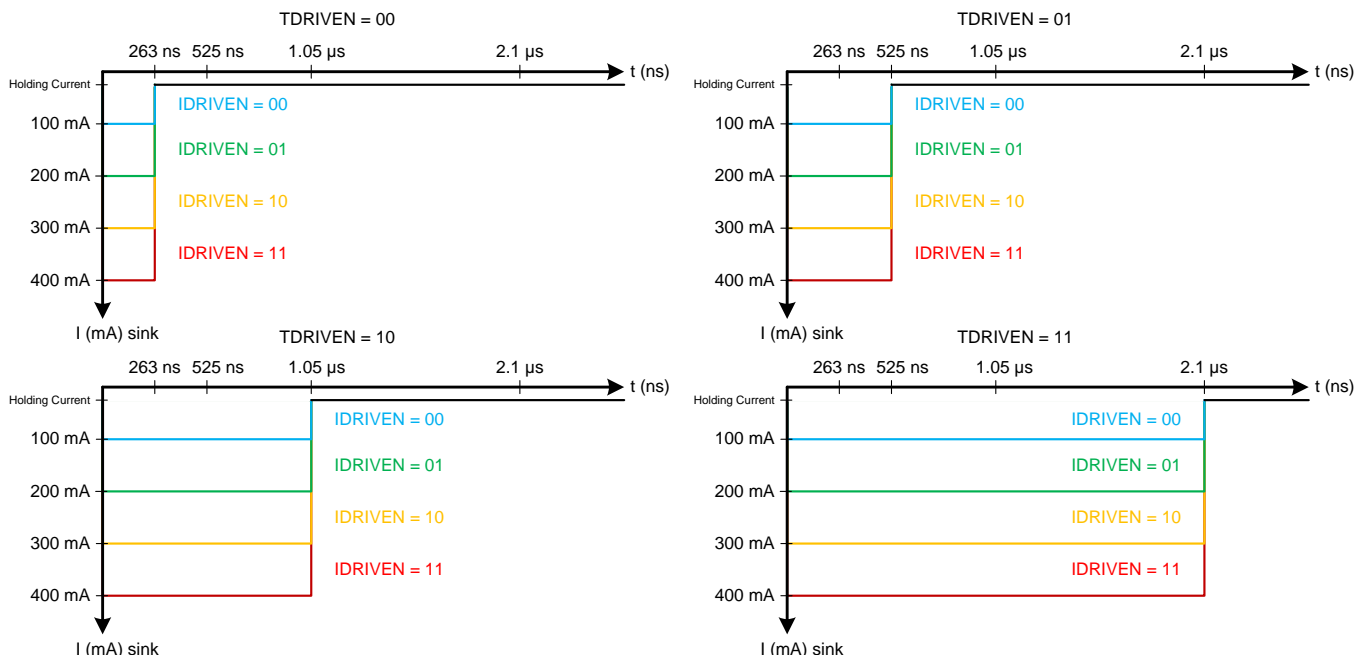 TDRIVEN = 00
263 ns 525 ns 1.05 µs 2.1 µs
t (ns)
Holding Current
IDRIVEN = 00
100 mA
IDRIVEN = 01
200 mA
IDRIVEN = 10
300 mA
IDRIVEN = 11
400 mA
I (mA) sink
TDRIVEN = 01
263 ns 525 ns 1.05 µs 2.1 µs
t (ns)
Holding Current
IDRIVEN = 00
100 mA
IDRIVEN = 01
200 mA
IDRIVEN = 10
300 mA
IDRIVEN = 11
400 mA
I (mA) sink
TDRIVEN = 10
263 ns 525 ns 1.05 µs 2.1 µs
t (ns)
Holding Current
IDRIVEN = 00
100 mA
IDRIVEN = 01
200 mA
IDRIVEN = 10
300 mA
IDRIVEN = 11
400 mA
I (mA) sink
TDRIVEN = 11
263 ns 525 ns 1.05 µs 2.1 µs
t (ns)
Holding Current
IDRIVEN = 00
100 mA
IDRIVEN = 01
200 mA
IDRIVEN = 10
300 mA
IDRIVEN = 11
400 mA
I (mA) sink